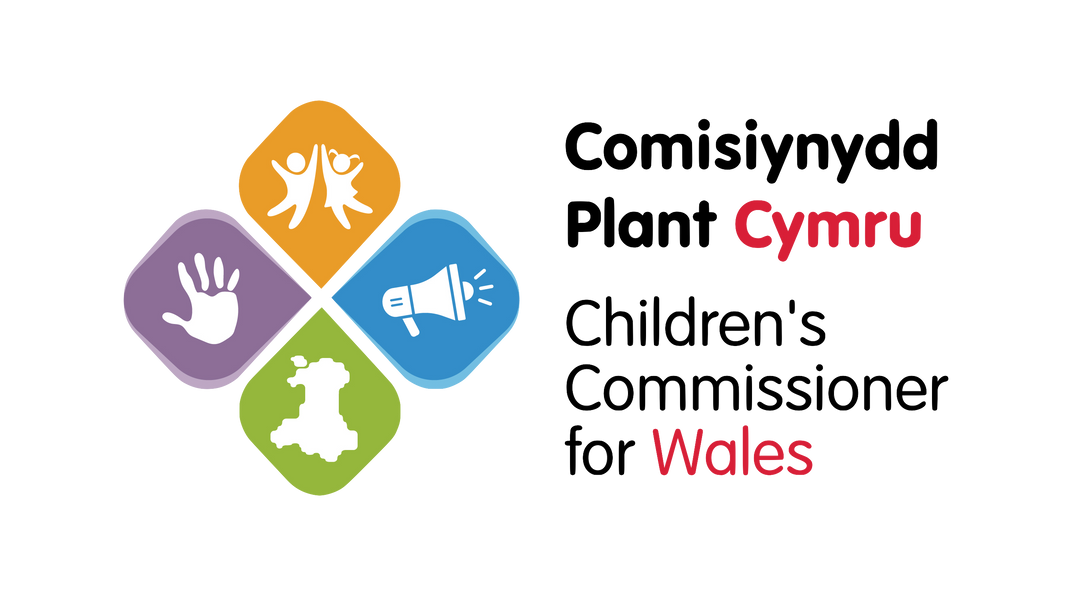 Comisiynydd
Plant Cymru
Children's
Commissioner
for Wales